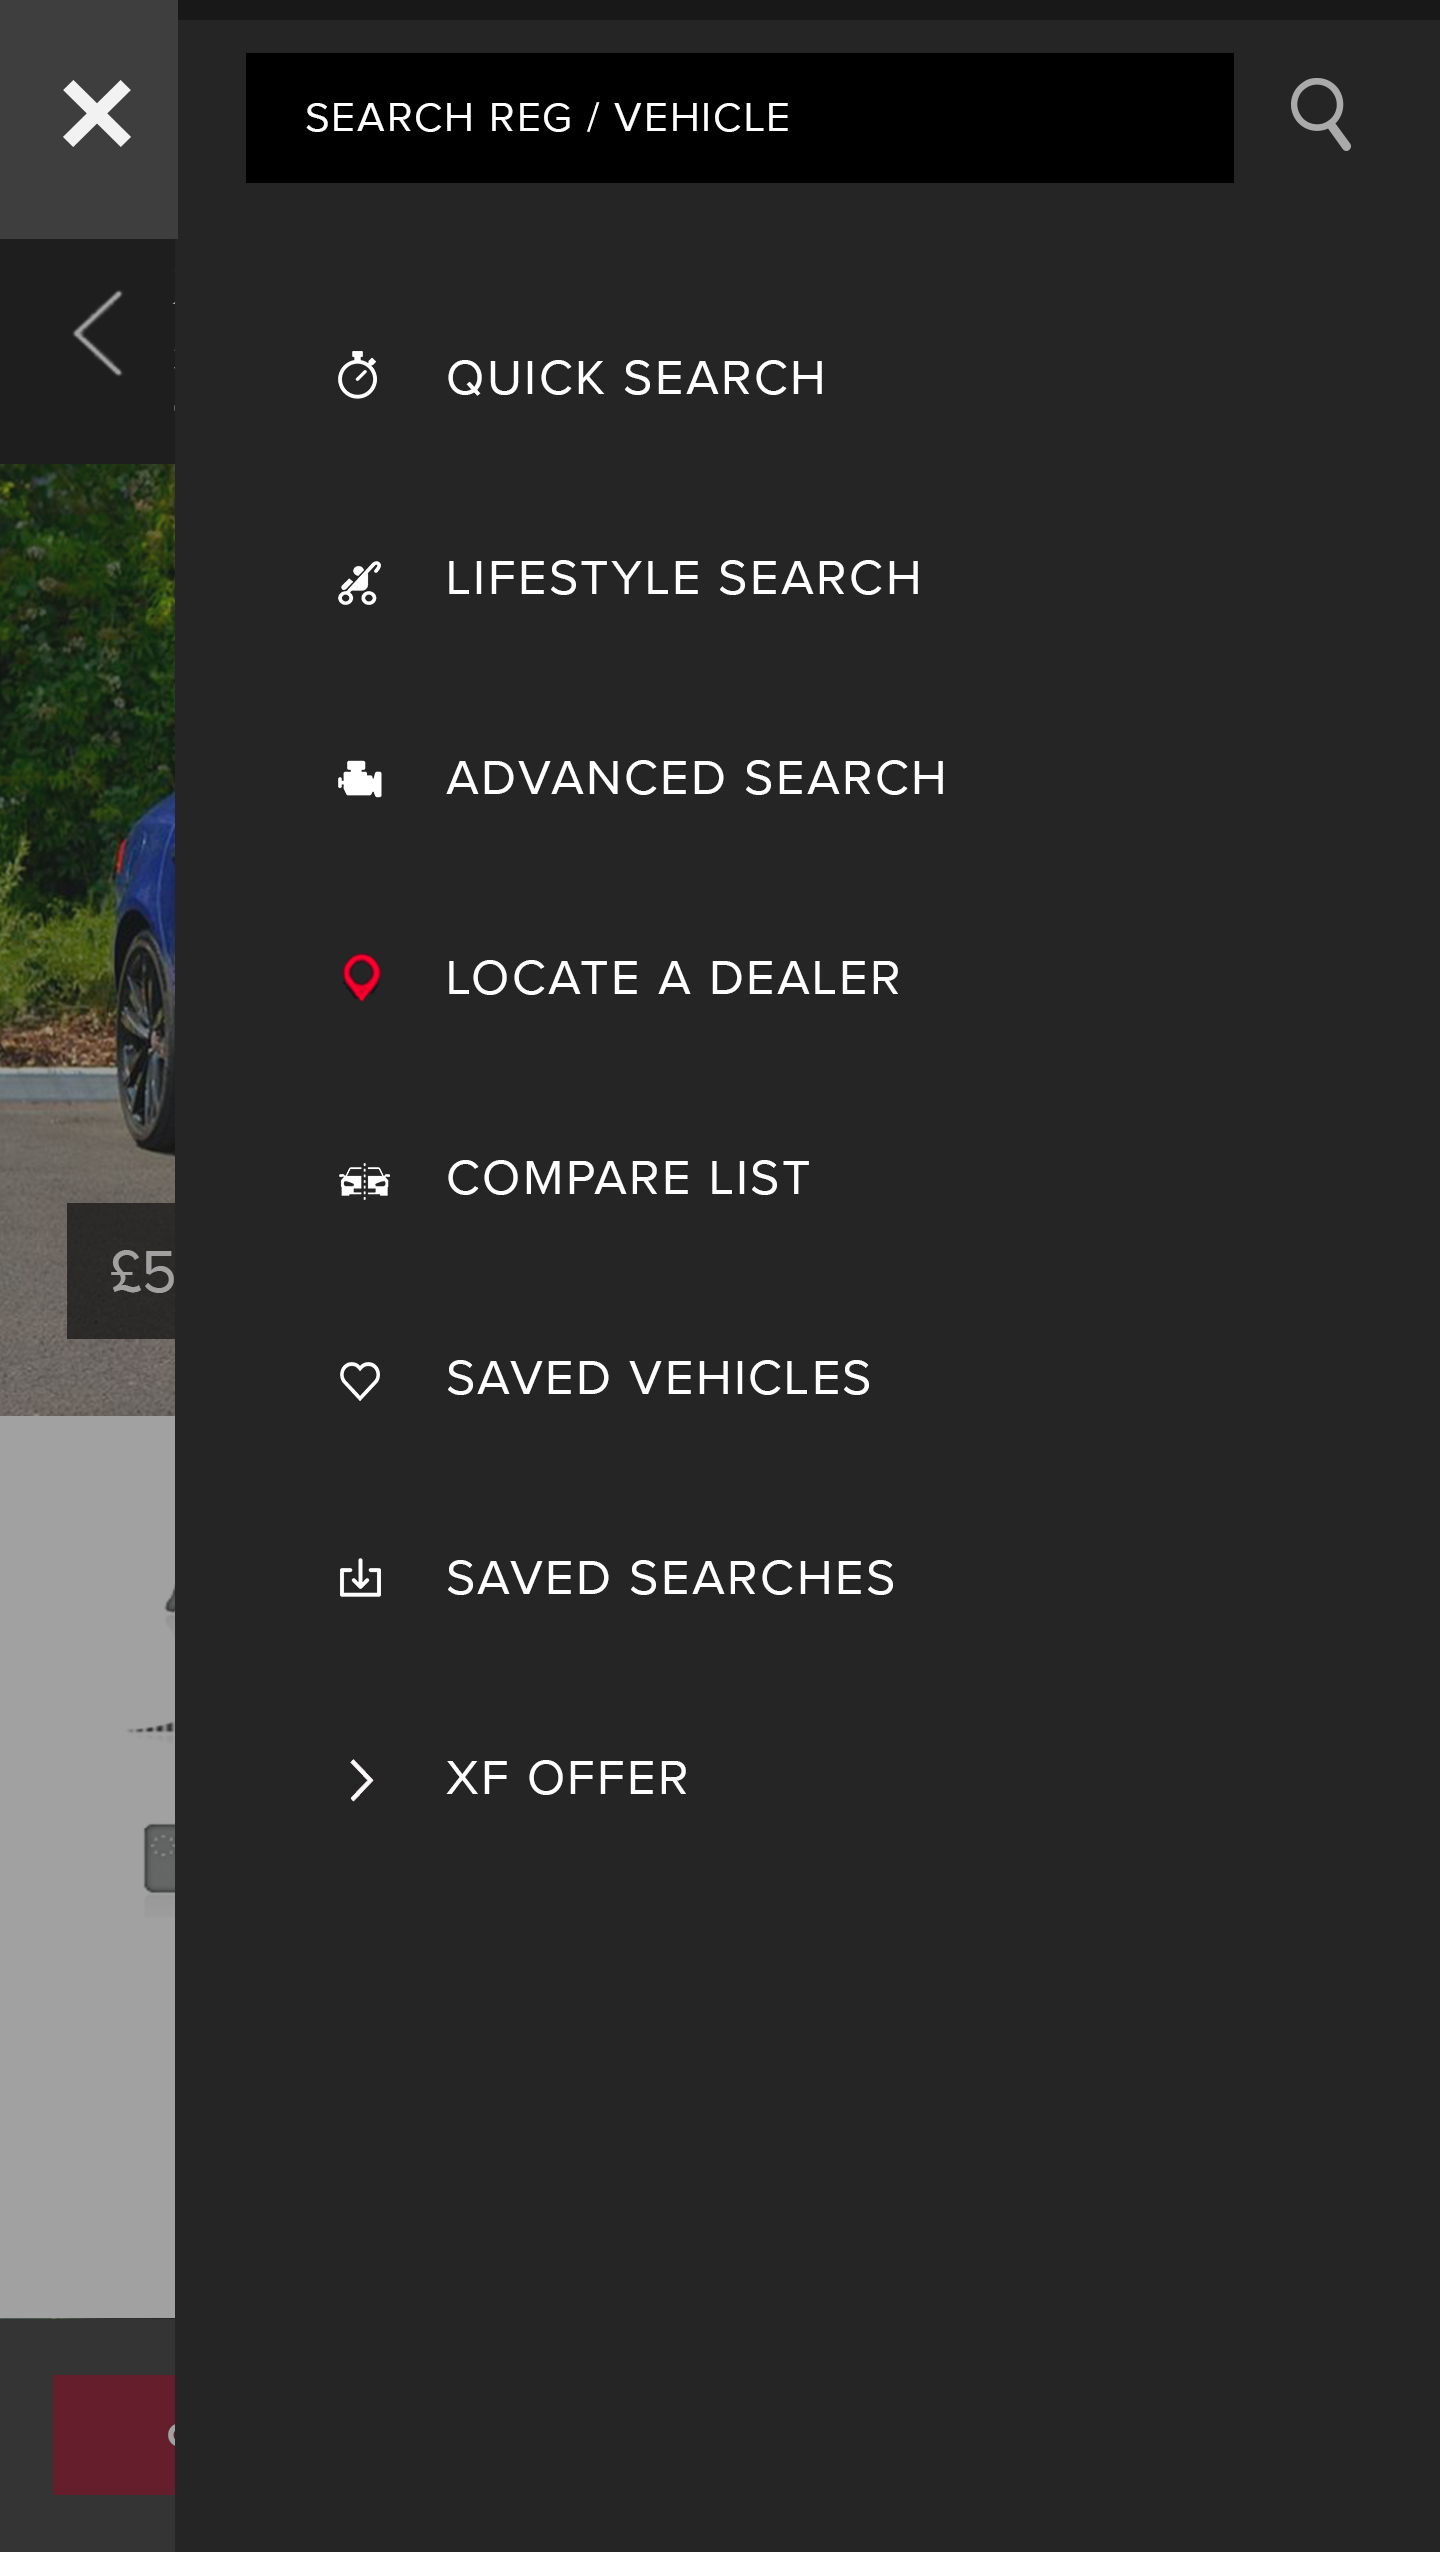 SEARCH REG / VEHICLE
QUICK SEARCH
LIFESTYLE SEARCH
ADVANCED SEARCH
LOCATE A DEALER
COMPARE LIST
£5
SAVED VEHICLES
SAVED SEARCHES
XF OFFER